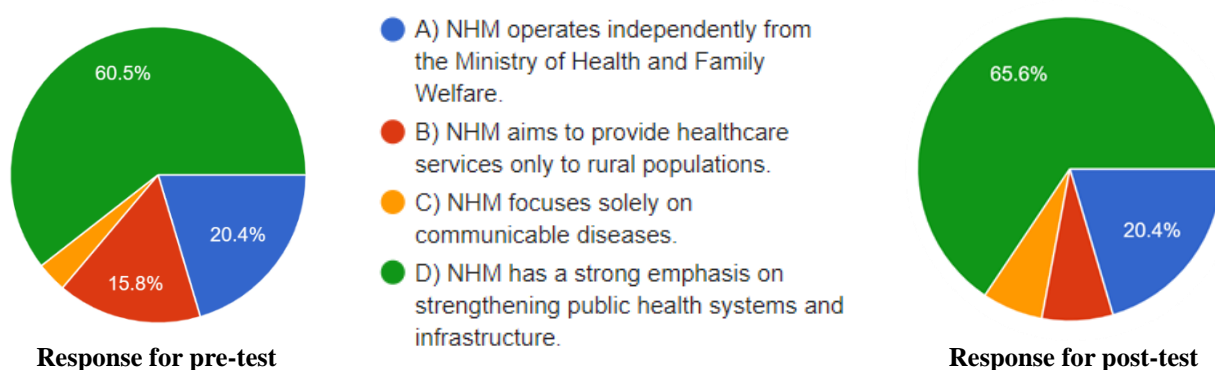 60.5%
20.4%
15.8%
Response for pre-test
A) NHM operates independently from
the Ministry of Health and Family
Welfare.
B) NHM aims to provide healthcare
services only to rural populations.
C) NHM focuses solely on
communicable diseases.
D) NHM has a strong emphasis on
strengthening public health systems and
infrastructure.
65.6%
20.4%
Response for post-test